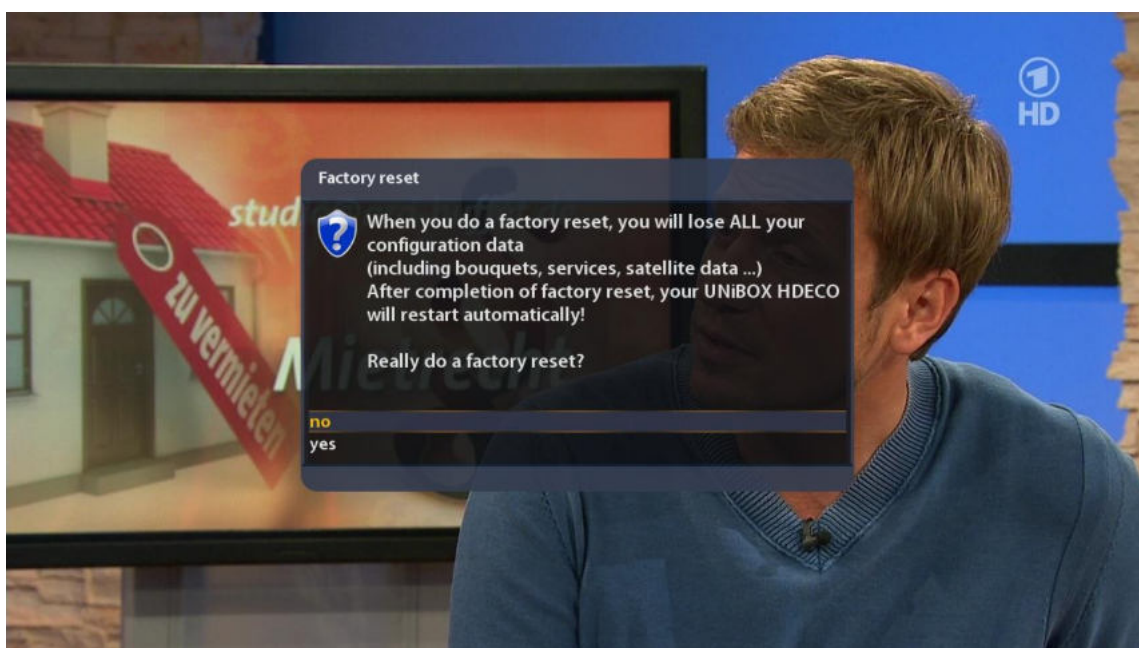 HD
Factory reset
stud
When you do a factory reset, you will lose ALL your
configuration data
(including bouquets, services, satellite data ...)
After completion of factory reset, your UNiBOX HDECO
will restart automatically!
zu vermieten
Really do a factory reset?
Mietrecht
no
yes